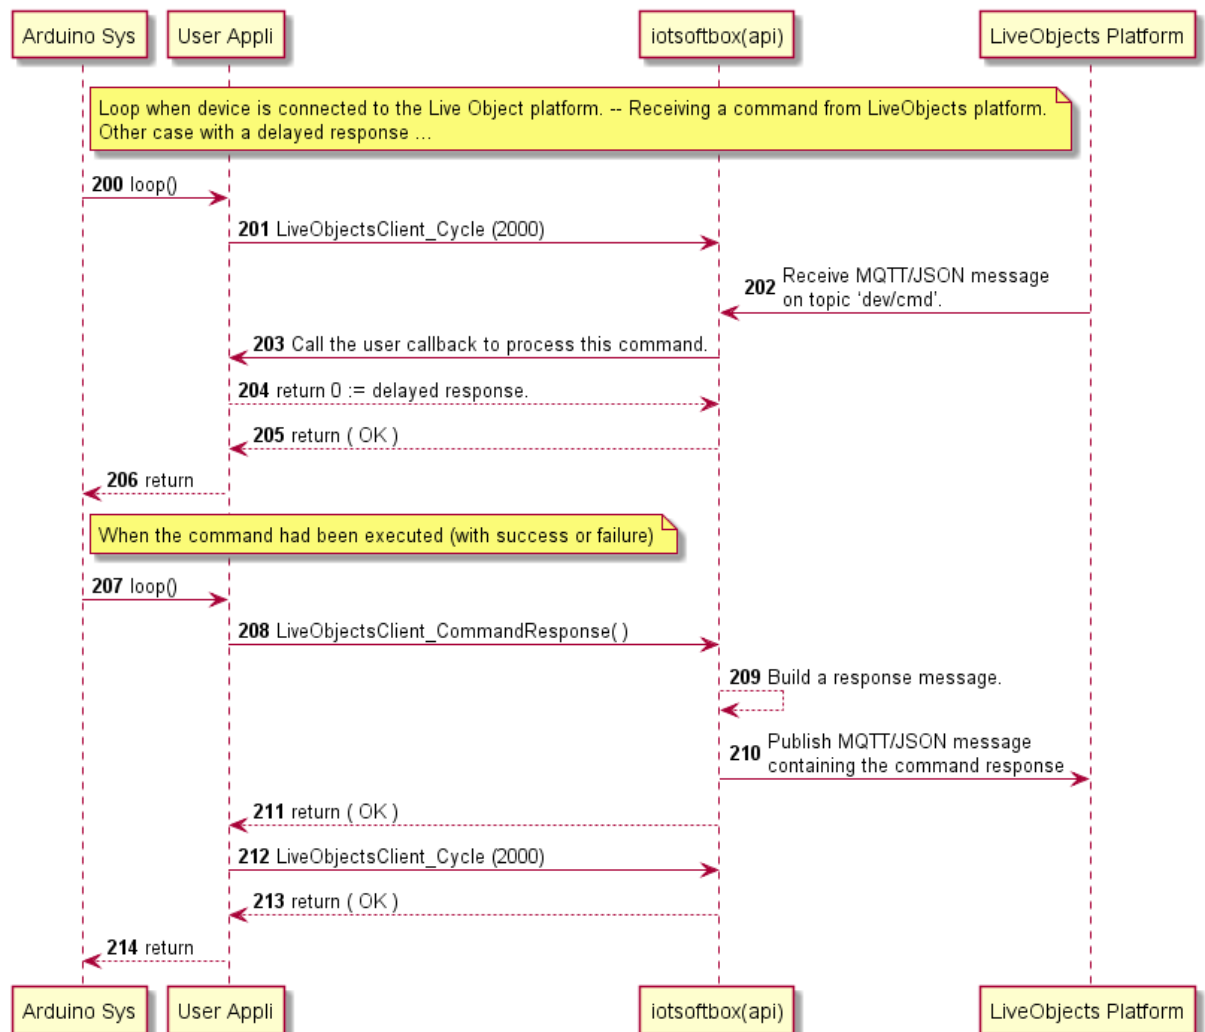 Arduino Sys
User Appli
iotsoftbox(api)
LiveObjects Platform
Loop when device is connected to the Live Object platform. -- Receiving a command from LiveObjects platform.
Other case with a delayed response ...
200 loop()
201 LiveObjectsClient_Cycle (2000)
202 Receive MQTT/JSON message
on topic ‘dev/cmd’.
203 Call the user callback to process this command.
204 return 0 := delayed response.
205 return ( OK )
206 return
When the command had been executed (with success or failure)
207 loop()
208 LiveObjectsClient_CommandResponse( )
209 Build a response message.
210 Publish MQTT/JSON message
containing the command response
211 return ( OK )
212 LiveObjectsClient_Cycle (2000)
213 return ( OK )
214 return
Arduino Sys
User Appli
iotsoftbox(api)
LiveObjects Platform